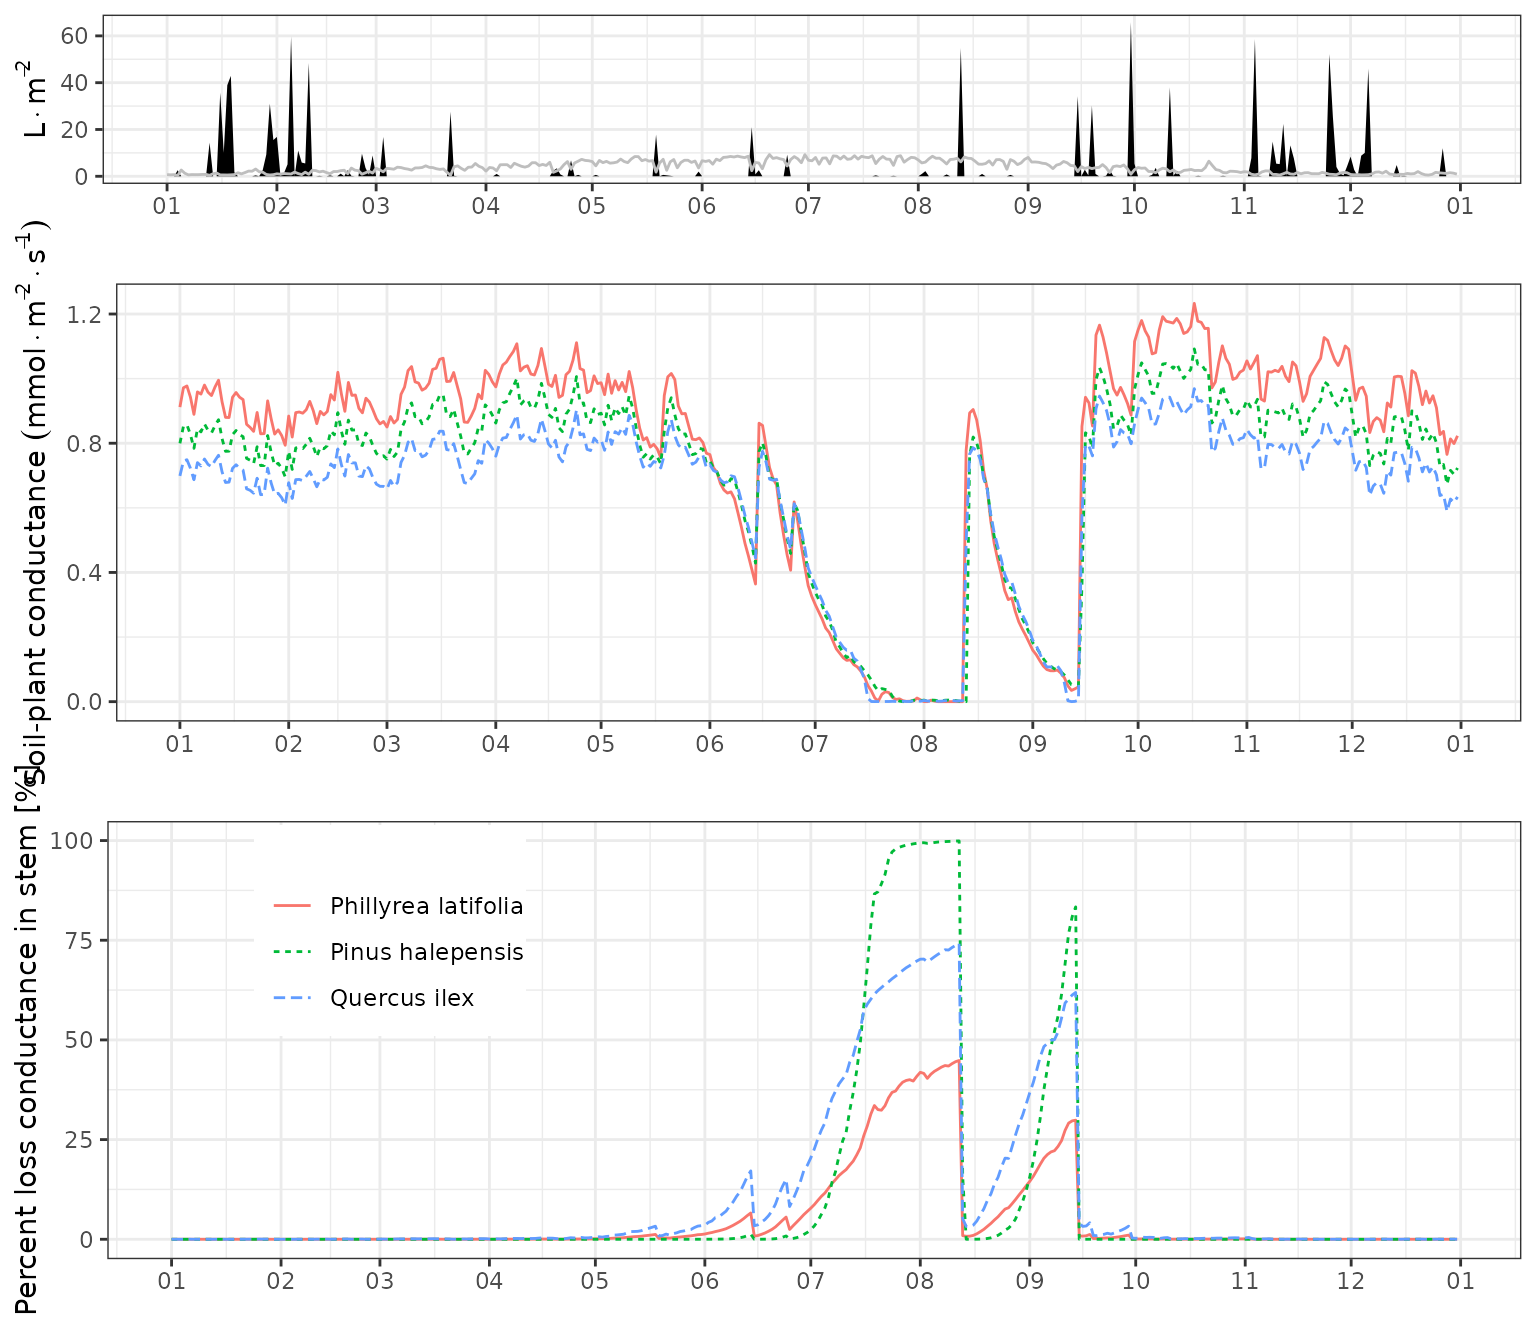 L·m⁻²
60
40
20
0
01 02 03 04 05 06 07 08 09 10 11 12 01
Soil-plant conductance (mmol·m⁻²·s⁻¹)
1.2
0.8
0.4
0.0
01 02 03 04 05 06 07 08 09 10 11 12 01
Percent loss conductance in stem [%]
100
75
50
25
0
Phillyrea latifolia
Pinus halepensis
Quercus ilex
01 02 03 04 05 06 07 08 09 10 11 12 01